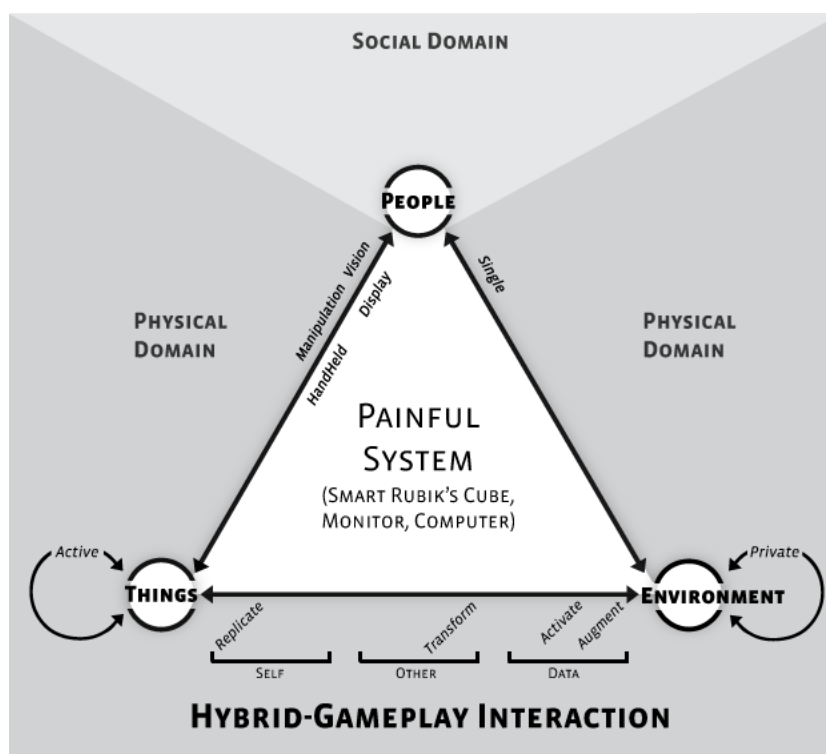 SOCIAL DOMAIN
PEOPLE
Vision
Manipulation
Display
HandHeld
Single
PHYSICAL
DOMAIN
PHYSICAL
DOMAIN
PAINFUL
SYSTEM
(SMART RUBIK'S CUBE,
MONITOR, COMPUTER)
Active
Private
THINGS
ENVIRONMENT
Replicate
Transform
Activate
Augment
SELF
OTHER
DATA
HYBRID-GAMEPLAY INTERACTION